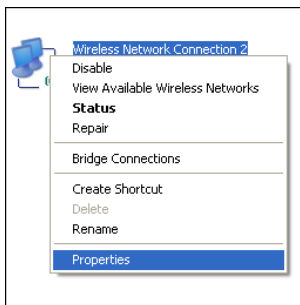 Wireless Network Connection 2
Disable
View Available Wireless Networks
Status
Repair
Bridge Connections
Create Shortcut
Delete
Rename
Properties